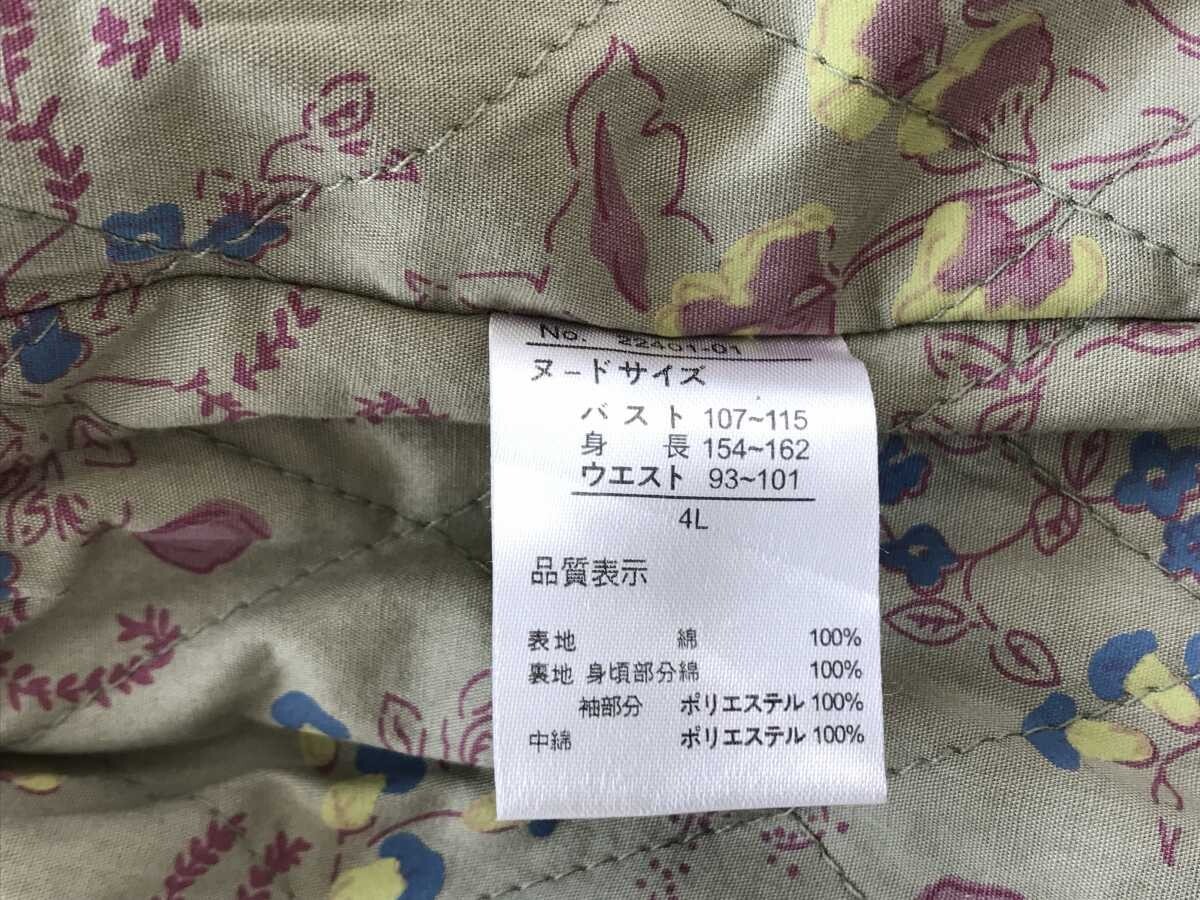 No. 22401-01
ヌードサイズ
バスト 107~115
身長 154~162
ウエスト 93~101
4L
品質表示
表地 綿 100%
裏地 身頃部分綿 100%
袖部分 ポリエステル 100%
中綿 ポリエステル 100%